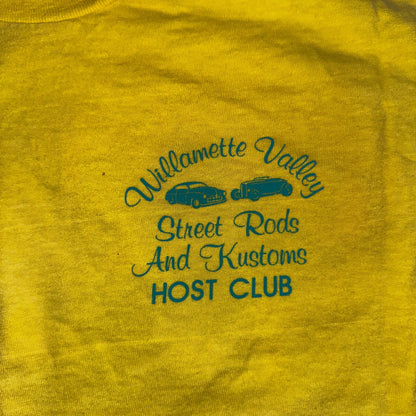 Willamette Valley
Street Rods
And Kustoms
HOST CLUB